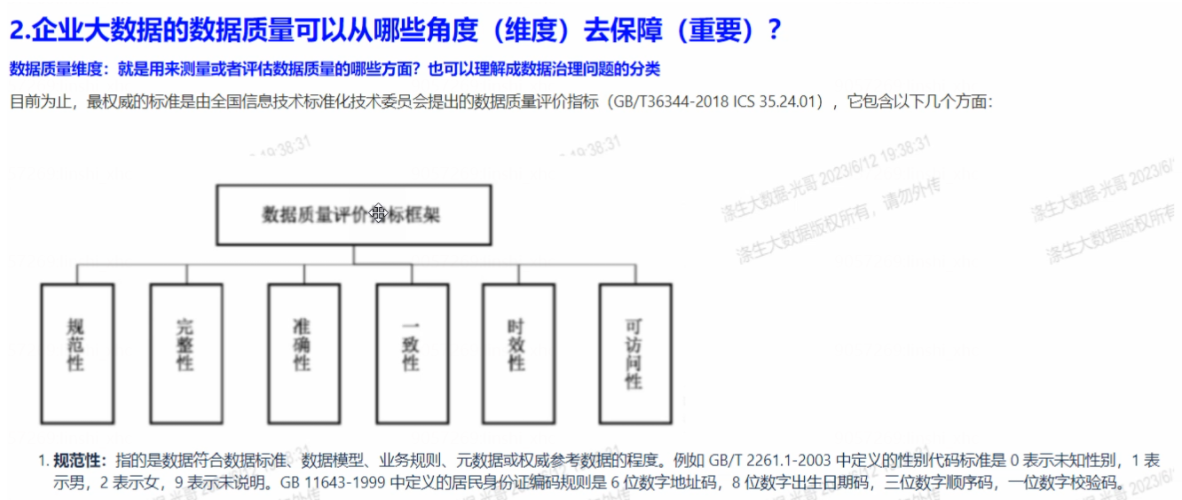 2.企业大数据的数据质量可以从哪些角度（维度）去保障（重要）？
数据质量维度：就是用来测量或者评估数据质量的哪些方面？也可以理解成数据治理问题的分类
目前为止，最权威的标准是由全国信息技术标准化技术委员会提出的数据质量评价指标（GB/T36344-2018 ICS 35.24.01），它包含以下几个方面：
19:38:31
19:38:31
涤生大数据-光哥 2023/6/12 19:38:31
涤生大数据版权所有，请勿外传
涤生大数据-光哥 2023/6/
涤生大数据版权所有
数据质量评价指标框架
规范性
完整性
准确性
一致性
时效性
可访问性
1. 规范性：指的是数据符合数据标准、数据模型、业务规则、元数据或权威参考数据的程度。例如 GB/T 2261.1-2003 中定义的性别代码标准是 0 表示未知性别，1 表
示男，2 表示女，9 表示未说明。GB 11643-1999 中定义的居民身份证编码规则是 6 位数字地址码，8 位数字出生日期码，三位数字顺序码，一位数字校验码。